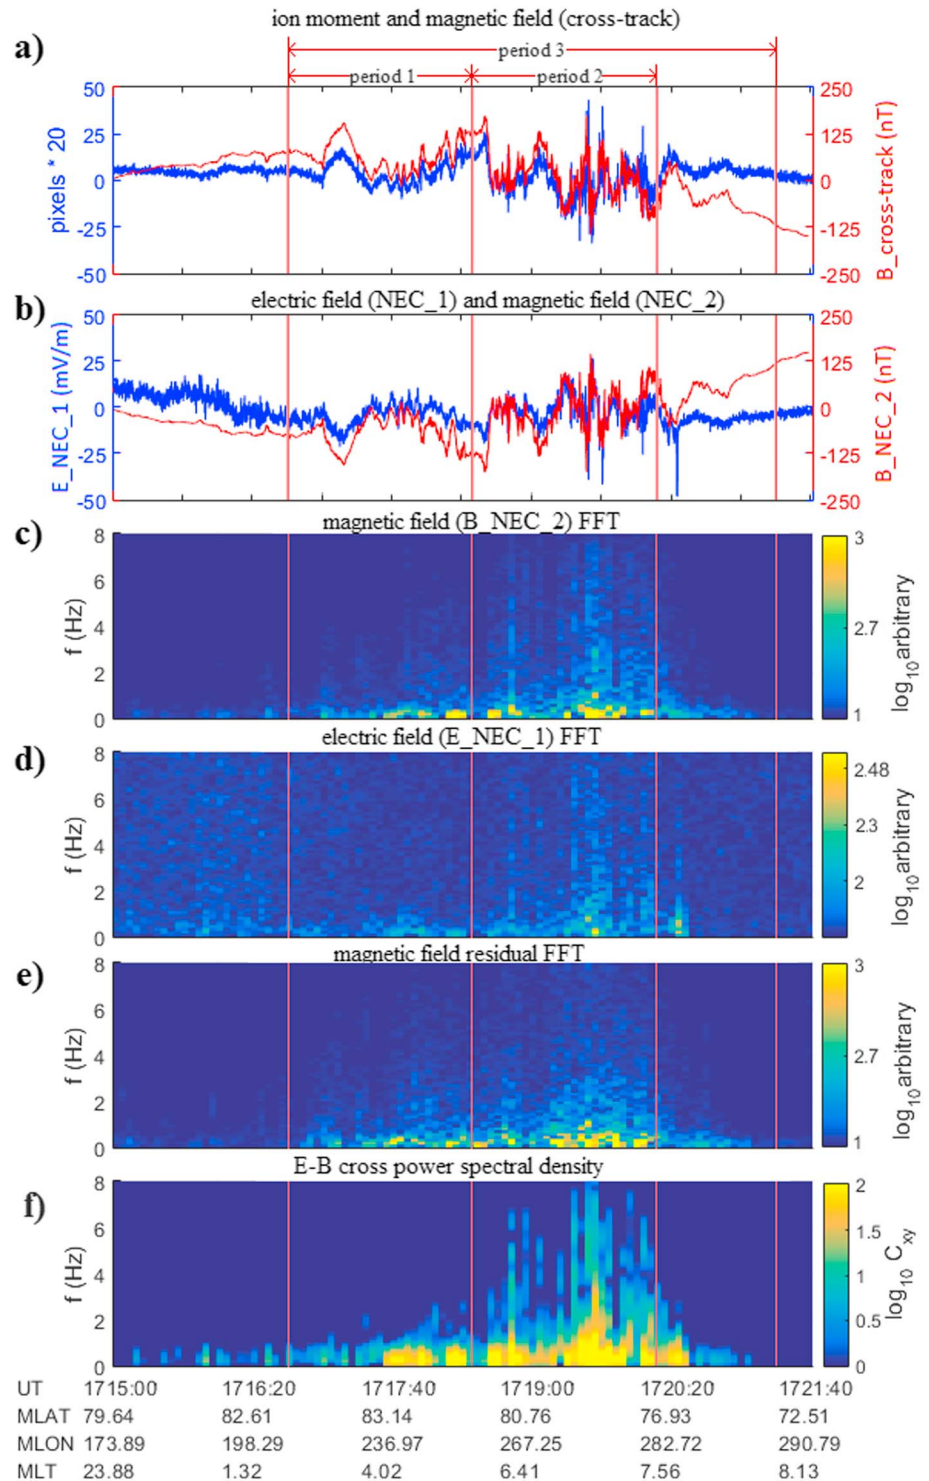 ion moment and magnetic field (cross-track)
a)
period 3
period 1
period 2
50
25
0
-25
-50
pixels * 20
250
125
0
-125
-250
B_cross-track (nT)
b)
electric field (NEC_1) and magnetic field (NEC_2)
50
25
0
-25
-50
E_NEC_1 (mV/m)
250
125
0
-125
-250
B_NEC_2 (nT)
c)
magnetic field (B_NEC_2) FFT
8
6
4
2
0
f (Hz)
3
2.7
1
log10arbitrary
d)
electric field (E_NEC_1) FFT
8
6
4
2
0
f (Hz)
2.48
2.3
2
log10arbitrary
e)
magnetic field residual FFT
8
6
4
2
0
f (Hz)
3
2.7
1
log10arbitrary
f)
E-B cross power spectral density
8
6
4
2
0
f (Hz)
2
1.5
1
0.5
0
log10 Cxy
UT 1715:00 1716:20 1717:40 1719:00 1720:20 1721:40
MLAT 79.64 82.61 83.14 80.76 76.93 72.51
MLON 173.89 198.29 236.97 267.25 282.72 290.79
MLT 23.88 1.32 4.02 6.41 7.56 8.13